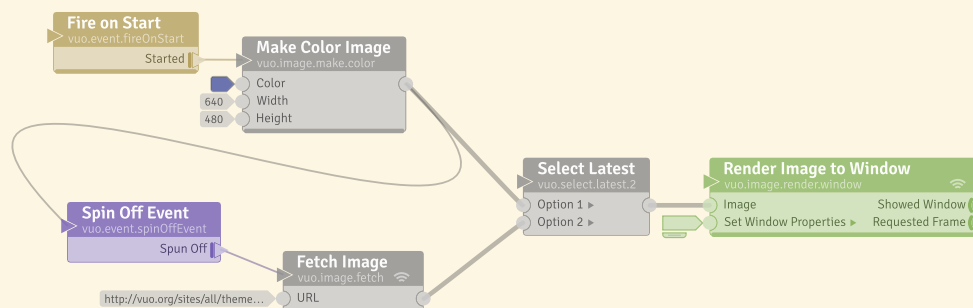 Fire on Start
vuo.event.fireOnStart
Started
Make Color Image
vuo.image.make.color
Color
640 Width
480 Height
Select Latest
vuo.select.latest.2
Option 1
Option 2
Render Image to Window
vuo.image.render.window
Image Showed Window
Set Window Properties Requested Frame
Spin Off Event
vuo.event.spinOffEvent
Spun Off
Fetch Image
vuo.image.fetch
http://vuo.org/sites/all/theme... URL